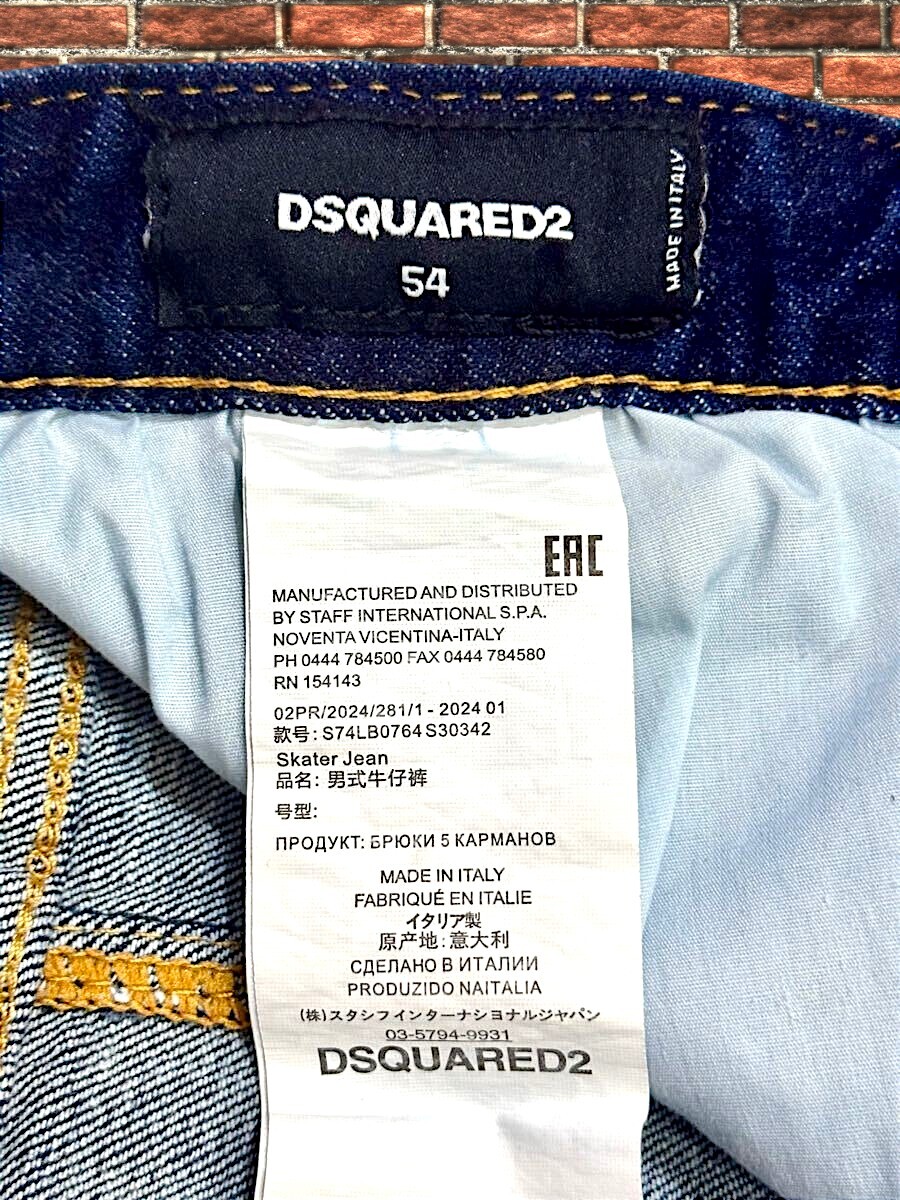 DSQUARED2
54
MADE IN ITALY
EAC
MANUFACTURED AND DISTRIBUTED
BY STAFF INTERNATIONAL S.P.A.
NOVENTA VICENTINA-ITALY
PH 0444 784500 FAX 0444 784580
RN 154143
02PR/2024/281/1 - 2024 01
款号: S74LB0764 S30342
Skater Jean
品名: 男式牛仔裤
号型:
ПРОДУКТ: БРЮКИ 5 КАРМАНОВ
MADE IN ITALY
FABRIQUÉ EN ITALIE
イタリア製
原产地: 意大利
СДЕЛАНО В ИТАЛИИ
PRODUZIDO NAITALIA
(株)スタシフインターナショナルジャパン
03-5794-9931
DSQUARED2